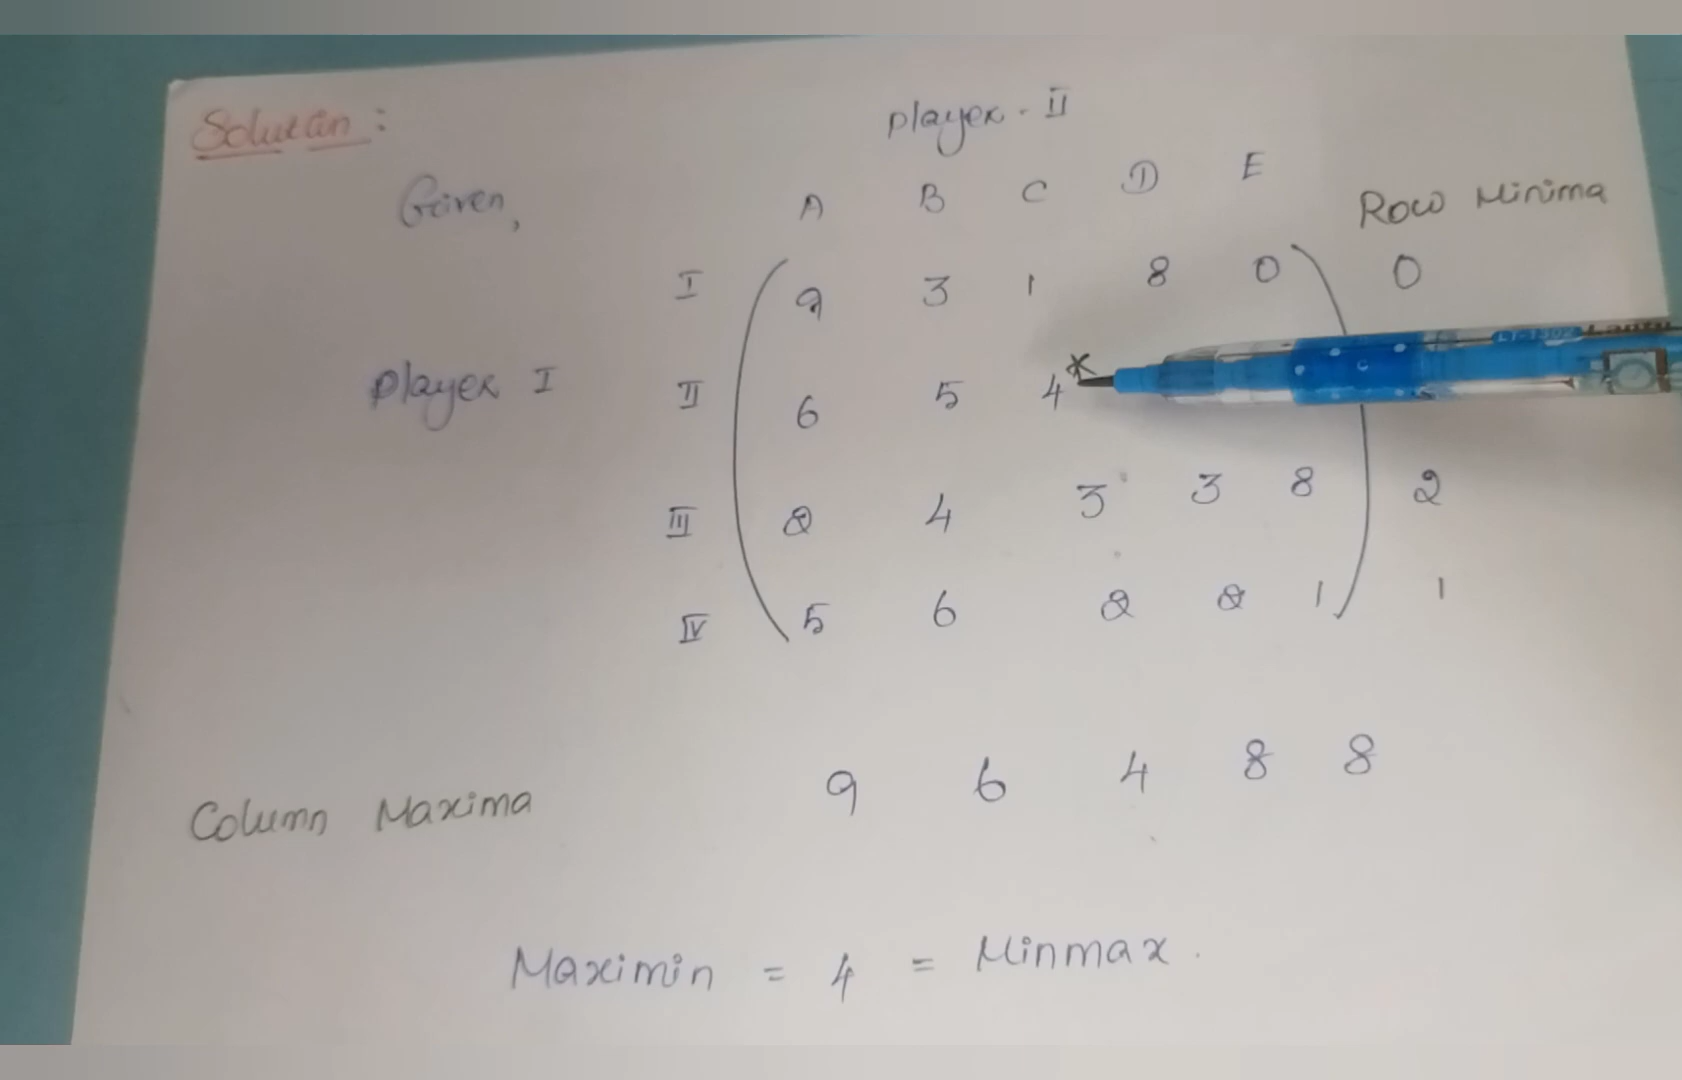 Solution:
Player - II
Given,
A B C D E Row Minima
I 9 3 1 8 0 0
Player I II 6 5 4*
III 2 4 3 3 8 2
IV 5 6 2 2 1 1
Column Maxima 9 6 4 8 8
Maximin = 4 = Minmax.